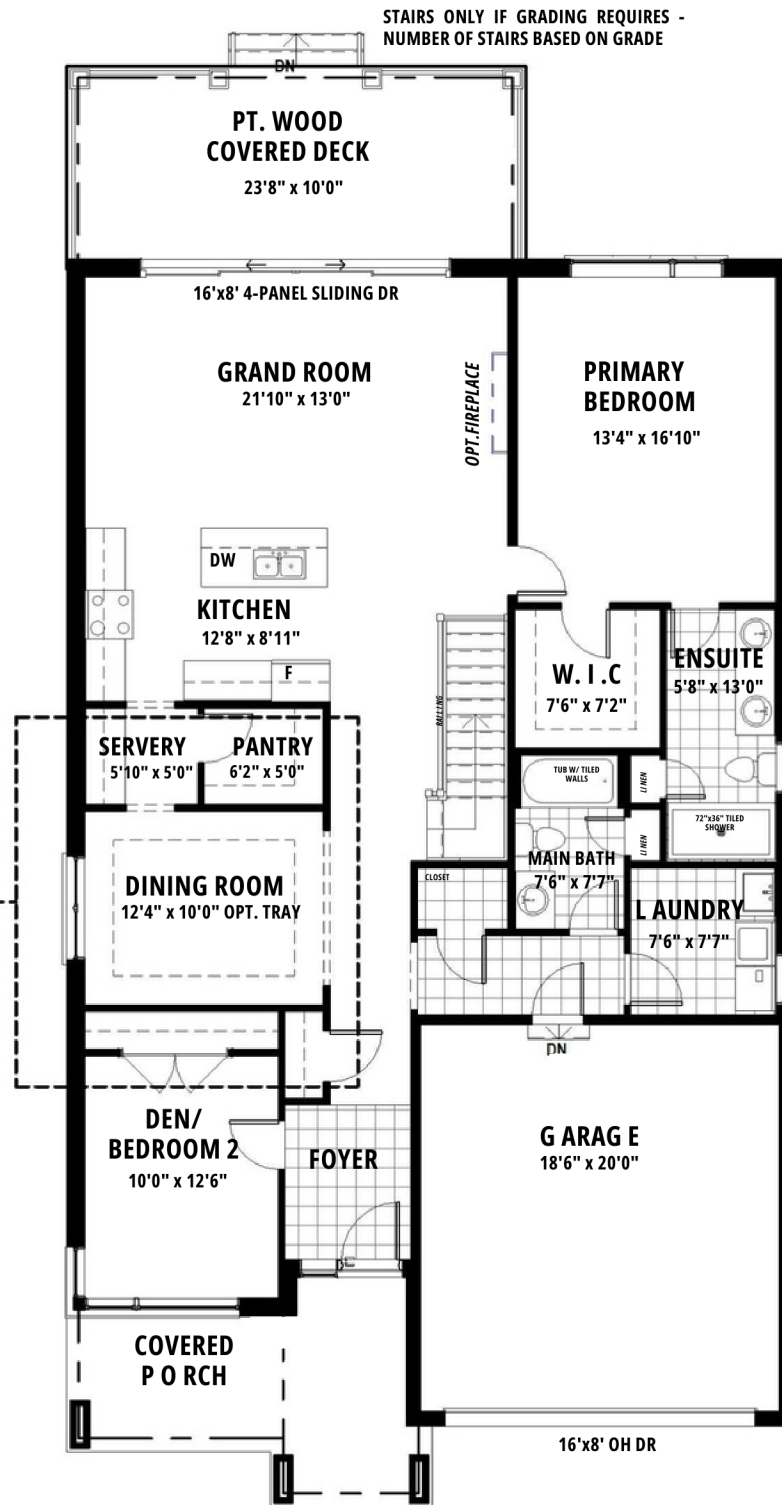 STAIRS ONLY IF GRADING REQUIRES -
NUMBER OF STAIRS BASED ON GRADE
DN
PT. WOOD
COVERED DECK
23'8" x 10'0"
16'x8' 4-PANEL SLIDING DR
GRAND ROOM
21'10" x 13'0"
OPT.FIREPLACE
PRIMARY
BEDROOM
13'4" x 16'10"
DW
KITCHEN
12'8" x 8'11"
F
RAILING
W. I .C
7'6" x 7'2"
ENSUITE
5'8" x 13'0"
SERVERY
5'10" x 5'0"
PANTRY
6'2" x 5'0"
TUB W/ TILED
WALLS
LINEN
72"x36" TILED
SHOWER
LINEN
MAIN BATH
7'6" x 7'7"
CLOSET
DINING ROOM
12'4" x 10'0" OPT. TRAY
L AUNDRY
7'6" x 7'7"
DN
DEN/
BEDROOM 2
10'0" x 12'6"
FOYER
G ARAG E
18'6" x 20'0"
COVERED
P O RCH
16'x8' OH DR